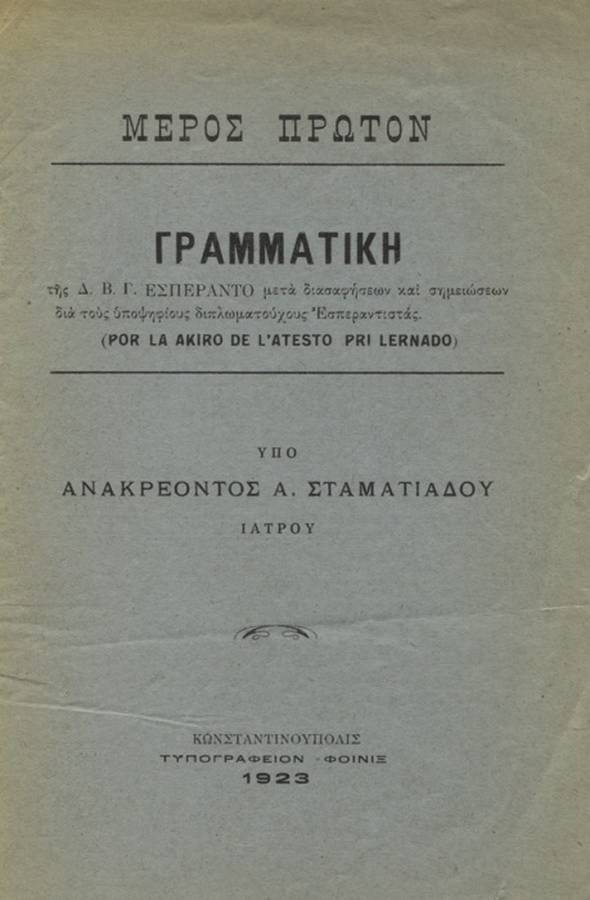 ΜΕΡΟΣ ΠΡΩΤΟΝ
ΓΡΑΜΜΑΤΙΚΗ
τῆς Δ. Β. Γ. ΕΣΠΕΡΑΝΤΟ μετὰ διασαφήσεων καὶ σημειώσεων
διὰ τοὺς ὑποψηφίους διπλωματούχους Ἐσπεραντιστάς.
(POR LA AKIRO DE L'ATESTO PRI LERNADO)
ΥΠΟ
ΑΝΑΚΡΕΟΝΤΟΣ Α. ΣΤΑΜΑΤΙΑΔΟΥ
ΙΑΤΡΟΥ
ΚΩΝΣΤΑΝΤΙΝΟΥΠΟΛΙΣ
ΤΥΠΟΓΡΑΦΕΙΟΝ -ΦΟΙΝΙΞ
1923